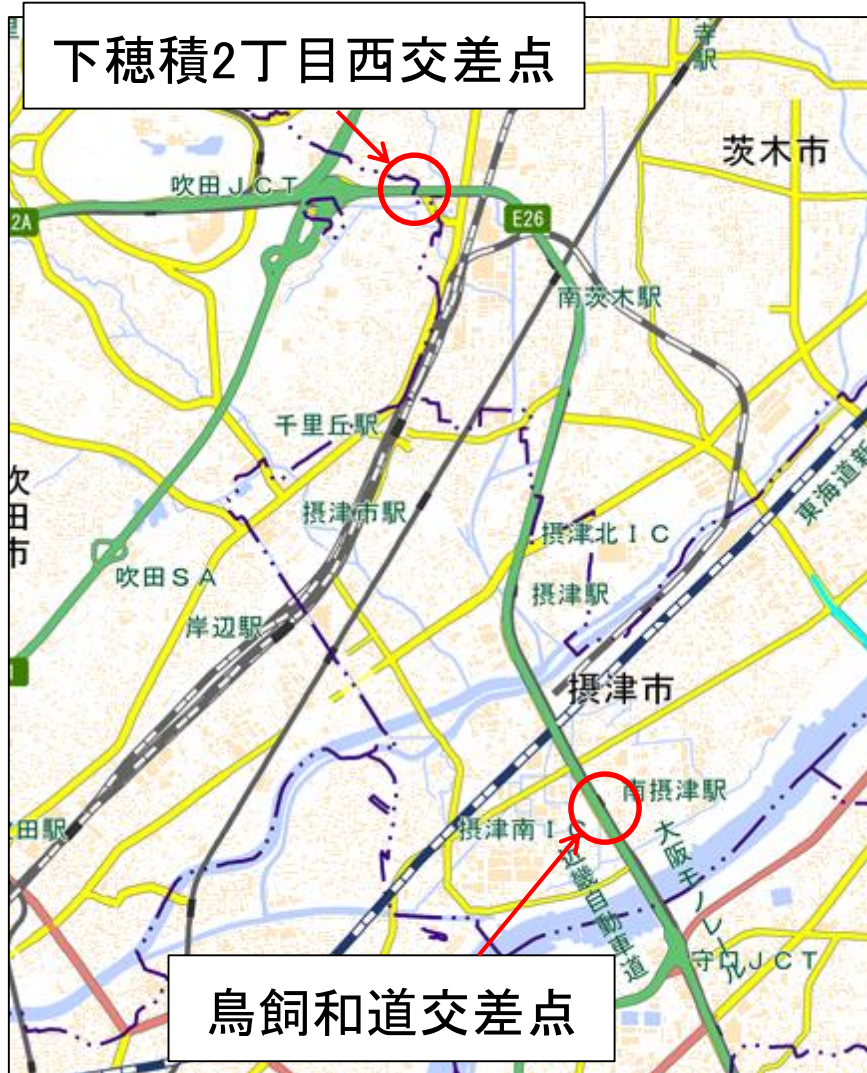 下穂積2丁目西交差点
寺駅
茨木市
吹田JCT
2A
E26
南茨木駅
千里丘駅
吹田市
摂津市駅
東海道新
摂津北IC
吹田SA
摂津駅
岸辺駅
摂津市
南摂津駅
田駅
摂津南IC
近畿自動車道
大阪モノレール
守口JCT
鳥飼和道交差点